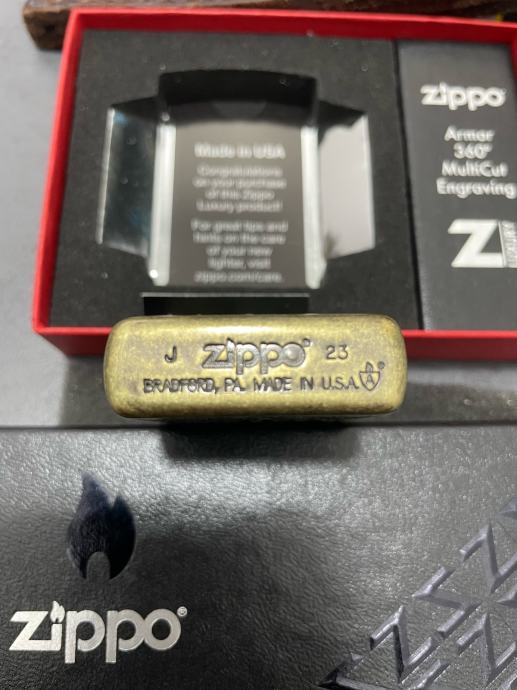 Made in USA
Congratulations
on your purchase
of this Zippo
Luxury product!
For great tips and
hints on the care
of your new
lighter, visit
zippo.com/care.
zippo
Armor
360°
MultiCut
Engraving
Z
J zippo® 23
BRADFORD, PA. MADE IN U.S.A. A®
zippo®